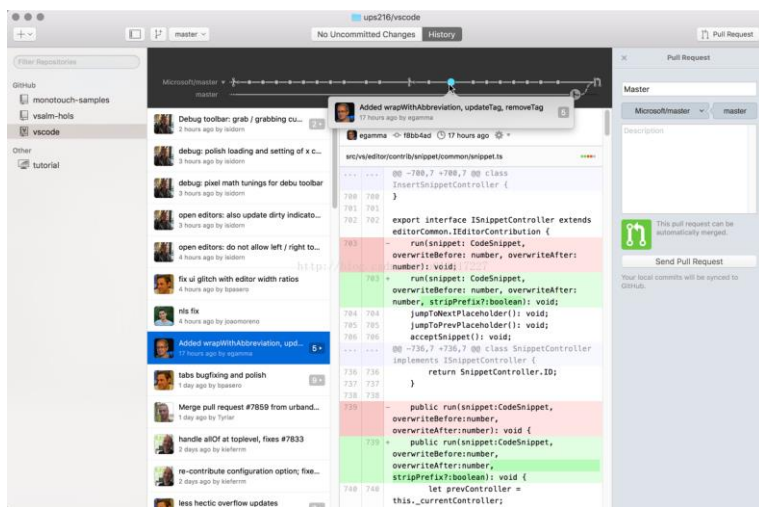 ups216/vscode
master
No Uncommitted Changes
History
Pull Request
Filter Repositories
GitHub
monotouch-samples
vsalm-hols
vscode
Other
tutorial
Microsoft/master
master
Added wrapWithAbbreviation, updateTag, removeTag
17 hours ago by egamma
5
Debug toolbar: grab / grabbing cu...
2 hours ago by isidorn
2
debug: polish loading and setting of x c...
3 hours ago by isidorn
debug: pixel math tunings for debu toolbar
3 hours ago by isidorn
open editors: also update dirty indicato...
3 hours ago by isidorn
open editors: do not allow left / right to...
4 hours ago by isidorn
fix ui glitch with editor width ratios
4 hours ago by bpasero
nls fix
4 hours ago by joaomoreno
Added wrapWithAbbreviation, upd...
17 hours ago by egamma
5
tabs bugfixing and polish
1 day ago by bpasero
9
Merge pull request #7859 from urband...
1 day ago by Tyriar
handle allOf at toplevel, fixes #7833
2 days ago by kieferrm
re-contribute configuration option; fixe...
2 days ago by kieferrm
less hectic overflow updates
egamma
f8bb4ad
17 hours ago
src/vs/editor/contrib/snippet/common/snippet.ts
... ... @@ -700,7 +700,7 @@ class
InsertSnippetController {
700 700 }
701 701
702 702 export interface ISnippetController extends
editorCommon.IEditorContribution {
703 - run(snippet: CodeSnippet,
overwriteBefore: number, overwriteAfter:
number): void;
703 + run(snippet: CodeSnippet,
overwriteBefore: number, overwriteAfter:
number, stripPrefix?:boolean): void;
704 704 jumpToNextPlaceholder(): void;
705 705 jumpToPrevPlaceholder(): void;
706 706 acceptSnippet(): void;
... ... @@ -736,7 +736,7 @@ class SnippetController
implements ISnippetController {
736 736 return SnippetController.ID;
737 737 }
738 738
739 - public run(snippet:CodeSnippet,
overwriteBefore:number,
overwriteAfter:number): void {
739 + public run(snippet:CodeSnippet,
overwriteBefore:number,
overwriteAfter:number,
stripPrefix?:boolean): void {
740 740 let prevController =
this._currentController;
Pull Request
Master
Microsoft/master
master
Description
This pull request can be
automatically merged.
Send Pull Request
Your local commits will be synced to
GitHub.